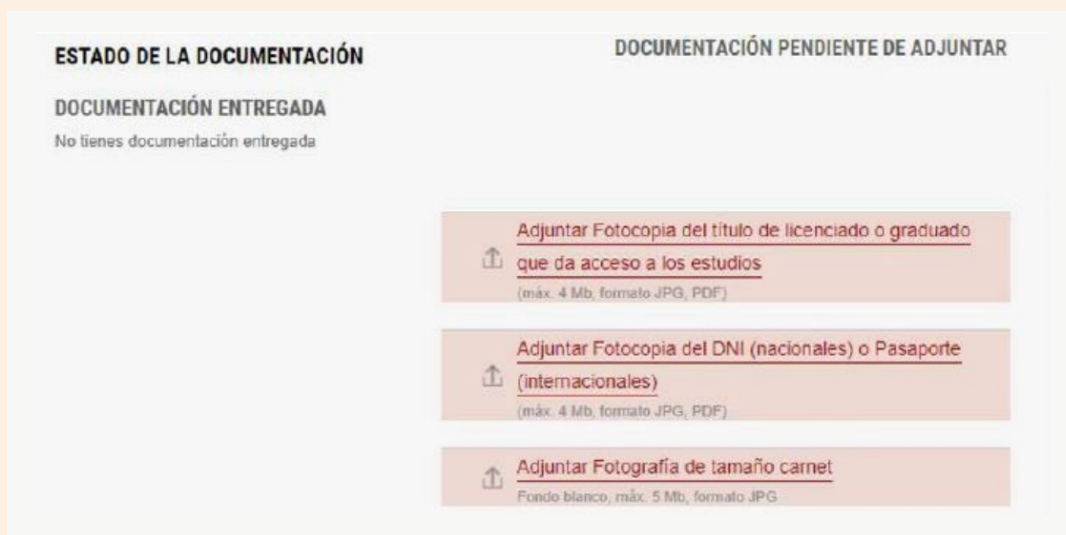 ESTADO DE LA DOCUMENTACIÓN
DOCUMENTACIÓN PENDIENTE DE ADJUNTAR
DOCUMENTACIÓN ENTREGADA
No tienes documentación entregada
Adjuntar Fotocopia del título de licenciado o graduado
que da acceso a los estudios
(máx. 4 Mb, formato JPG, PDF)
Adjuntar Fotocopia del DNI (nacionales) o Pasaporte
(internacionales)
(máx. 4 Mb, formato JPG, PDF)
Adjuntar Fotografía de tamaño carnet
Fondo blanco, máx. 5 Mb, formato JPG